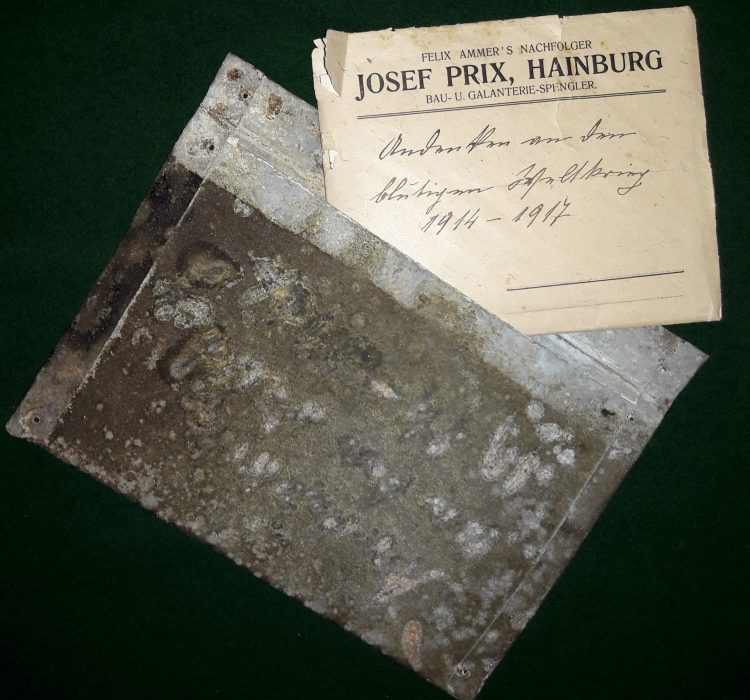 FELIX AMMER'S NACHFOLGER
JOSEF PRIX, HAINBURG
BAU- U. GALANTERIE-SPENGLER.
Andenken an den
blutigen Weltkrieg
1914 - 1917